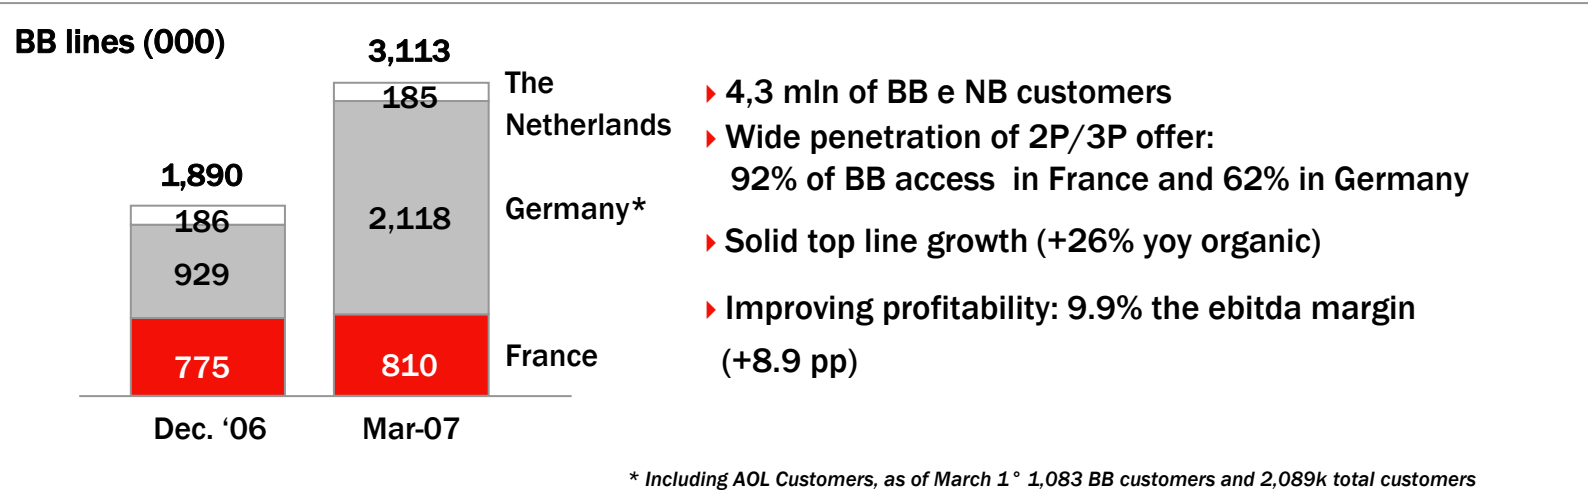 BB lines (000)
3,113
The
Netherlands
185
1,890
186
Germany*
2,118
929
France
775
810
Dec. ‘06
Mar-07
4,3 mln of BB e NB customers
Wide penetration of 2P/3P offer:
92% of BB access in France and 62% in Germany
Solid top line growth (+26% yoy organic)
Improving profitability: 9.9% the ebitda margin
(+8.9 pp)
* Including AOL Customers, as of March 1° 1,083 BB customers and 2,089k total customers